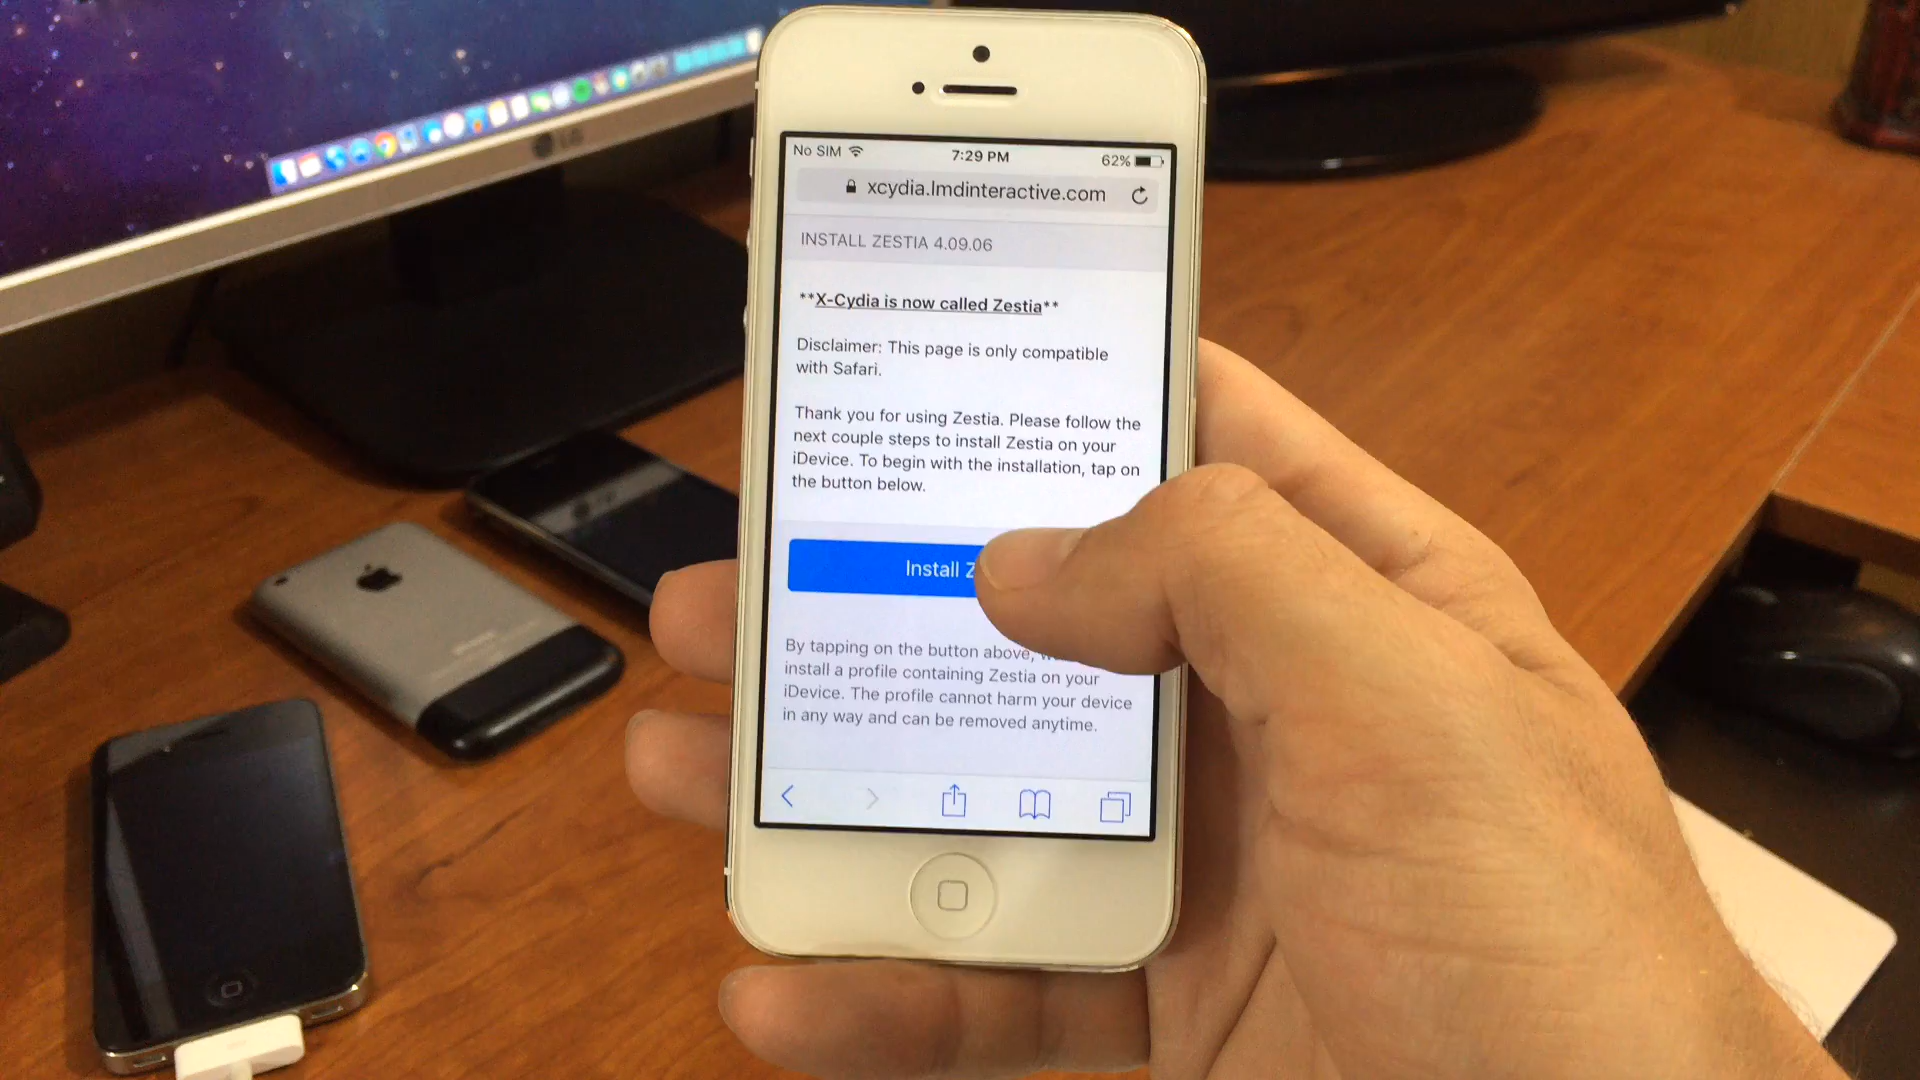 LG
No SIM
7:29 PM
62%
xcydia.lmdinteractive.com
INSTALL ZESTIA 4.09.06
**X-Cydia is now called Zestia**
Disclaimer: This page is only compatible
with Safari.
Thank you for using Zestia. Please follow the
next couple steps to install Zestia on your
iDevice. To begin with the installation, tap on
the button below.
Install Z
By tapping on the button above,
install a profile containing Zestia on your
iDevice. The profile cannot harm your device
in any way and can be removed anytime.
iPhone